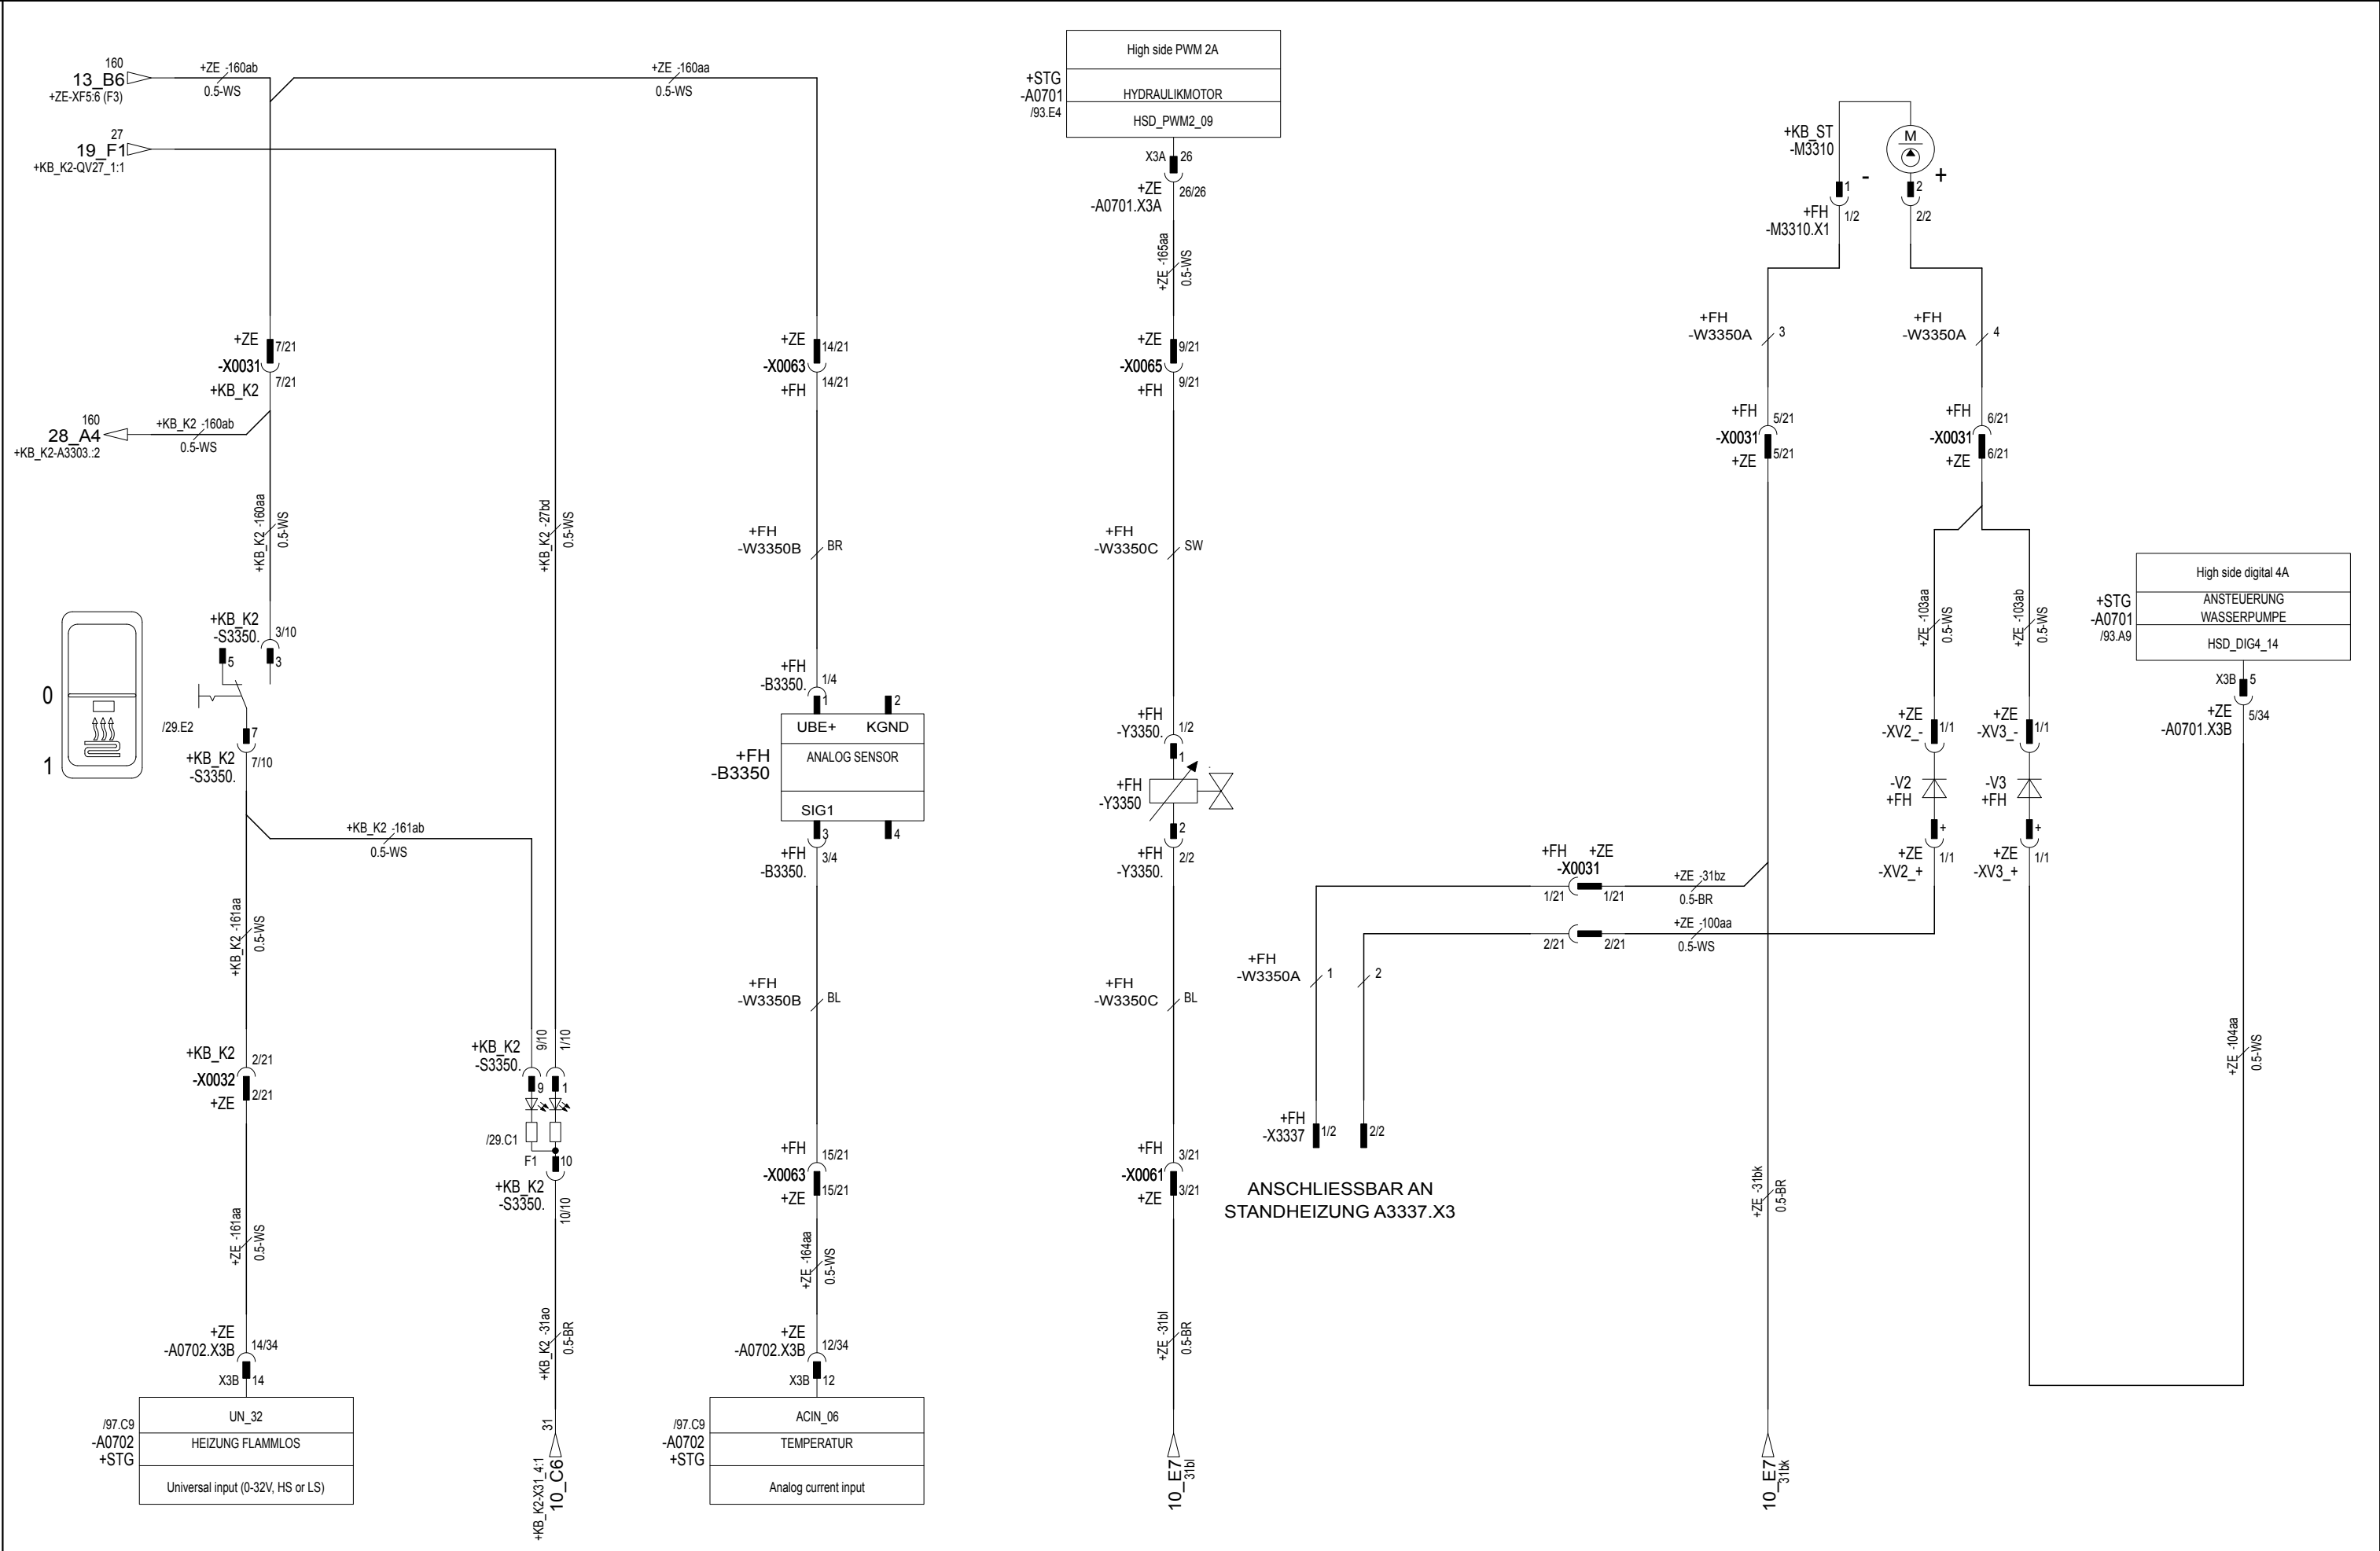 160
13_B6
+ZE-XF5:6 (F3)
+ZE -160ab
0.5-WS
+ZE -160aa
0.5-WS
27
19_F1
+KB_K2-QV27_1:1
+ZE
7/21
-X0031
7/21
+KB_K2
160
28_A4
+KB_K2-A3303.:2
+KB_K2 -160ab
0.5-WS
+KB_K2 -160aa
0.5-WS
+KB_K2 -27bd
0.5-WS
0
1
+KB_K2
-S3350.
3/10
5
3
/29.E2
7
+KB_K2
7/10
-S3350.
+KB_K2 -161ab
0.5-WS
+KB_K2 -161aa
0.5-WS
+KB_K2
2/21
-X0032
2/21
+ZE
+ZE -161aa
0.5-WS
+ZE
-A0702.X3B
14/34
X3B
14
/97.C9
-A0702
+STG
UN_32
HEIZUNG FLAMMLOS
Universal input (0-32V, HS or LS)
9/10
1/10
+KB_K2
-S3350.
9
1
/29.C1
F1
10
+KB_K2
-S3350.
10/10
+KB_K2 -31ao
0.5-BR
31
10_C6
+KB_K2-X31_4:1
+ZE
14/21
-X0063
14/21
+FH
+FH
-W3350B
BR
+FH
-B3350.
1/4
1
2
UBE+
KGND
+FH
-B3350
ANALOG SENSOR
SIG1
3
4
+FH
3/4
-B3350.
+FH
-W3350B
BL
+FH
15/21
-X0063
15/21
+ZE
+ZE -164aa
0.5-WS
+ZE
-A0702.X3B
12/34
X3B
12
/97.C9
-A0702
+STG
ACIN_06
TEMPERATUR
Analog current input
High side PWM 2A
+STG
-A0701
/93.E4
HYDRAULIKMOTOR
HSD_PWM2_09
X3A
26
+ZE
26/26
-A0701.X3A
+ZE -165aa
0.5-WS
+ZE
9/21
-X0065
9/21
+FH
+FH
-W3350C
SW
+FH
-Y3350.
1/2
1
+FH
-Y3350
2
+FH
2/2
-Y3350.
+FH
-W3350C
BL
+FH
3/21
-X0061
3/21
+ZE
+ZE -31bl
0.5-BR
10_E7
31bl
+KB_ST
-M3310
M
1
-
2
+
+FH
1/2
2/2
-M3310.X1
+FH
-W3350A
3
+FH
-W3350A
4
+FH
5/21
-X0031
5/21
+ZE
+FH
6/21
-X0031
6/21
+ZE
+ZE -103aa
0.5-WS
+ZE -103ab
0.5-WS
+ZE
-XV2_-
1/1
+ZE
-XV3_-
1/1
-V2
+FH
-V3
+FH
+
+
+ZE
-XV2_+
1/1
+ZE
-XV3_+
1/1
+FH
+ZE
-X0031
1/21
1/21
+ZE -31bz
0.5-BR
2/21
2/21
+ZE -100aa
0.5-WS
+FH
-W3350A
1
2
+FH
-X3337
1/2
2/2
ANSCHLIESSBAR AN
STANDHEIZUNG A3337.X3
+ZE -31bk
0.5-BR
10_E7
31bk
High side digital 4A
+STG
-A0701
/93.A9
ANSTEUERUNG
WASSERPUMPE
HSD_DIG4_14
X3B
5
+ZE
5/34
-A0701.X3B
+ZE -104aa
0.5-WS